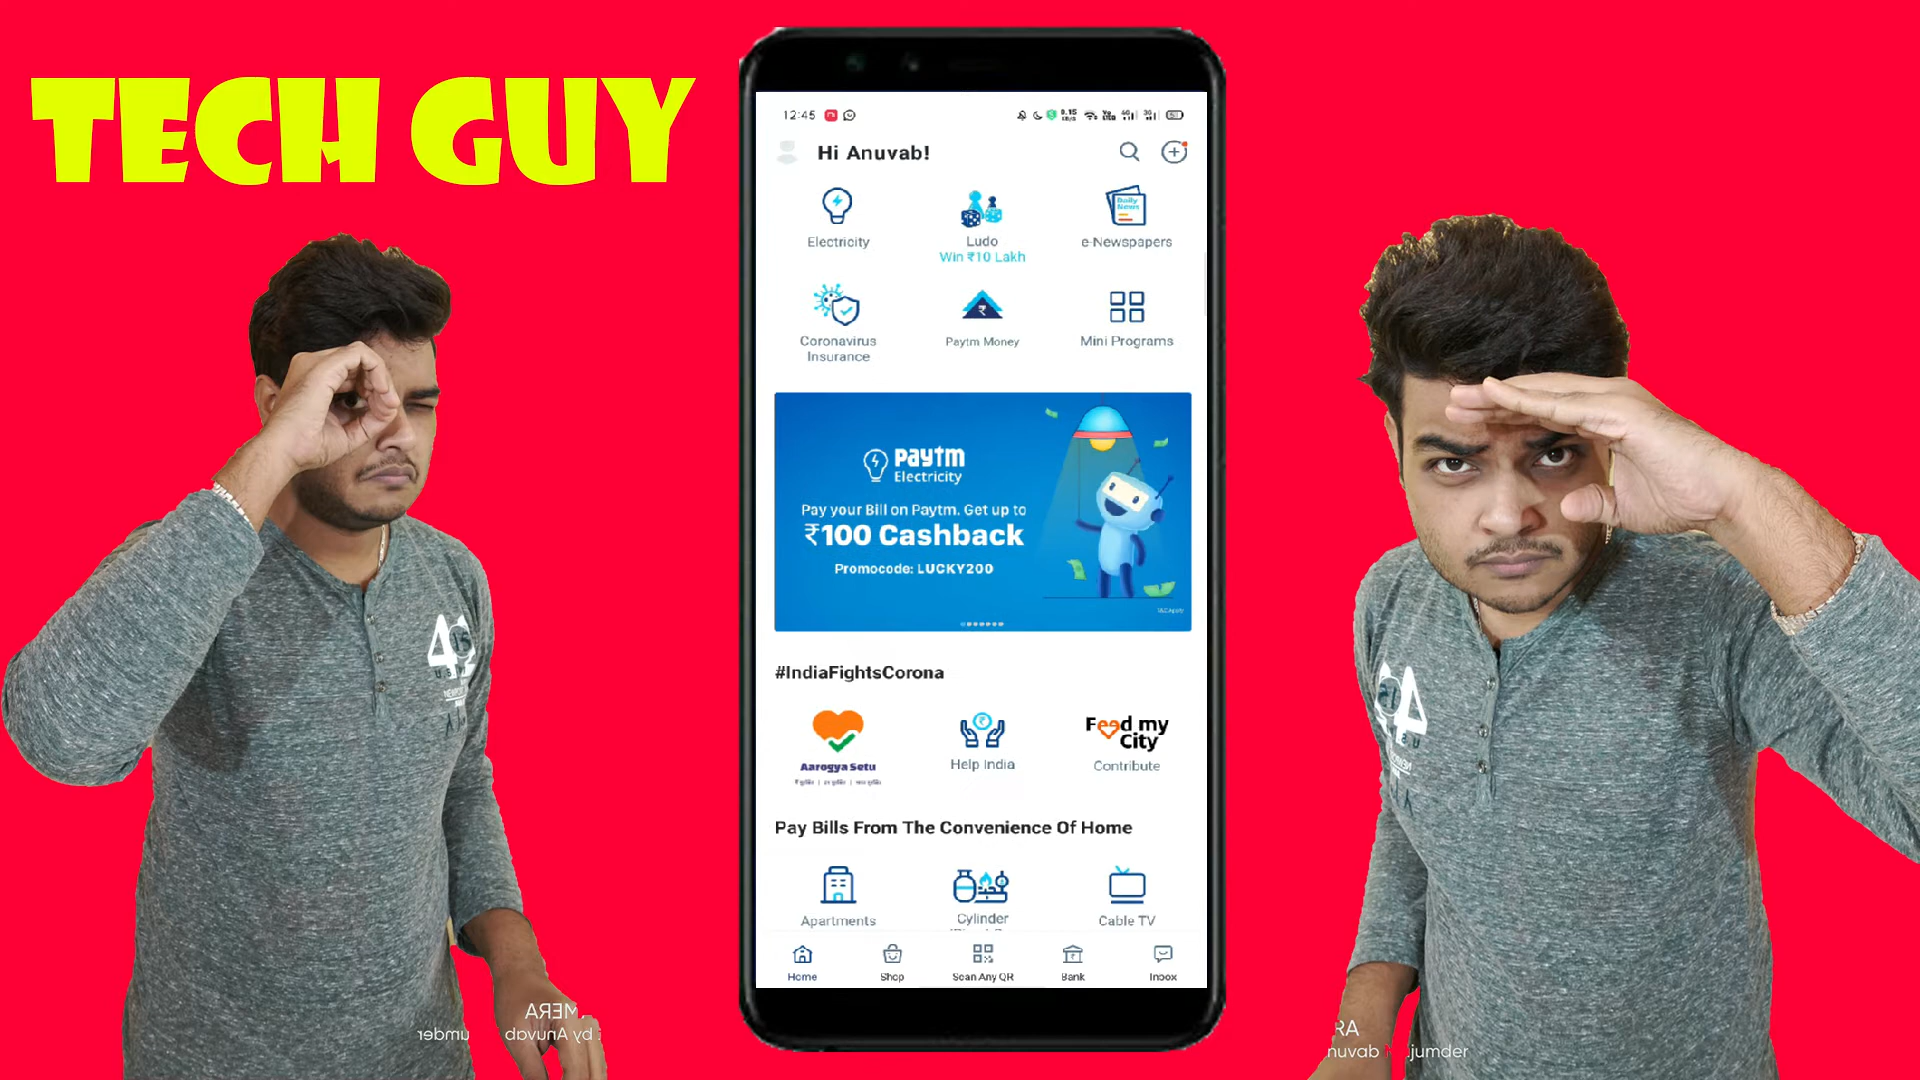 TECH GUY
12:45
Hi Anuvab!
Electricity
Ludo
Win ₹10 Lakh
Daily
News
e-Newspapers
Coronavirus
Insurance
Paytm Money
Mini Programs
paytm
Electricity
Pay your Bill on Paytm. Get up to
₹100 Cashback
Promocode: LUCKY200
#IndiaFightsCorona
Aarogya Setu
Help India
Feed my
City
Contribute
Pay Bills From The Convenience Of Home
Apartments
Cylinder
Cable TV
Home
Shop
Scan Any QR
Bank
Inbox